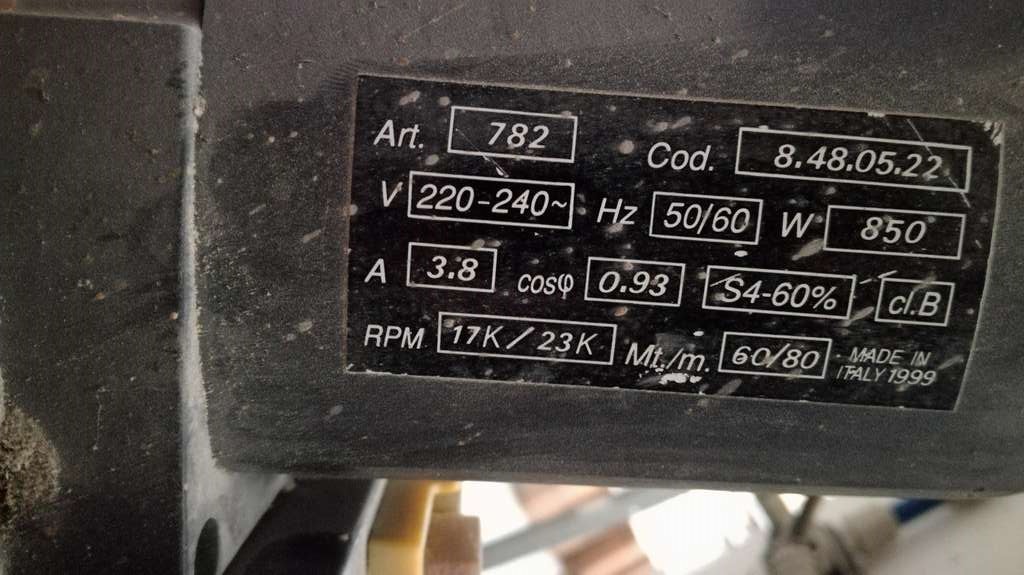 Art. 782 Cod. 8.48.05.22
V 220-240~ Hz 50/60 W 850
A 3.8 cosφ 0.93 S4-60% cl.B
RPM 17K/23K Mt./m. 60/80 MADE IN
ITALY 1999